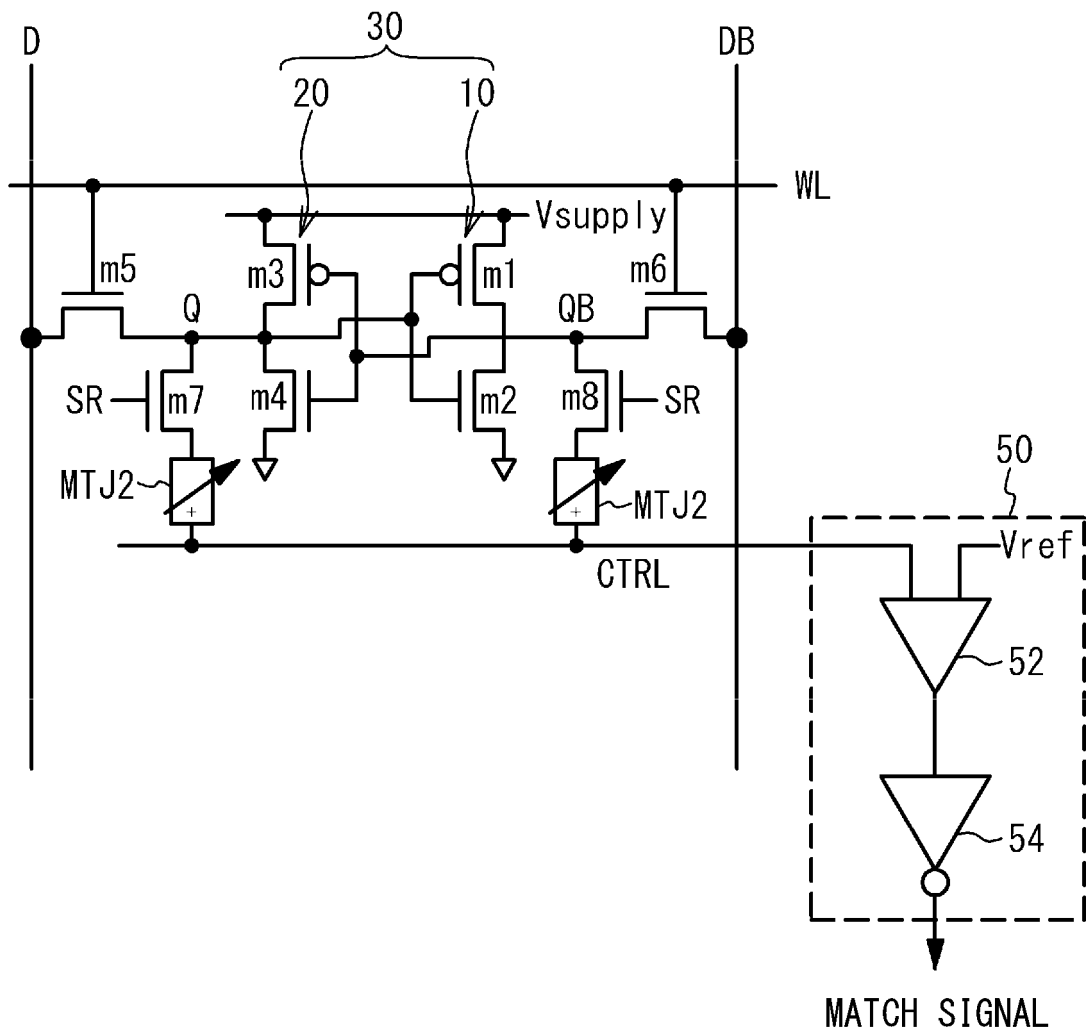 D
30
DB
20
10
WL
Vsupply
m5
m3
m1
m6
Q
QB
SR
m7
m4
m2
m8
SR
MTJ2
+
+
MTJ2
50
CTRL
Vref
52
54
MATCH SIGNAL